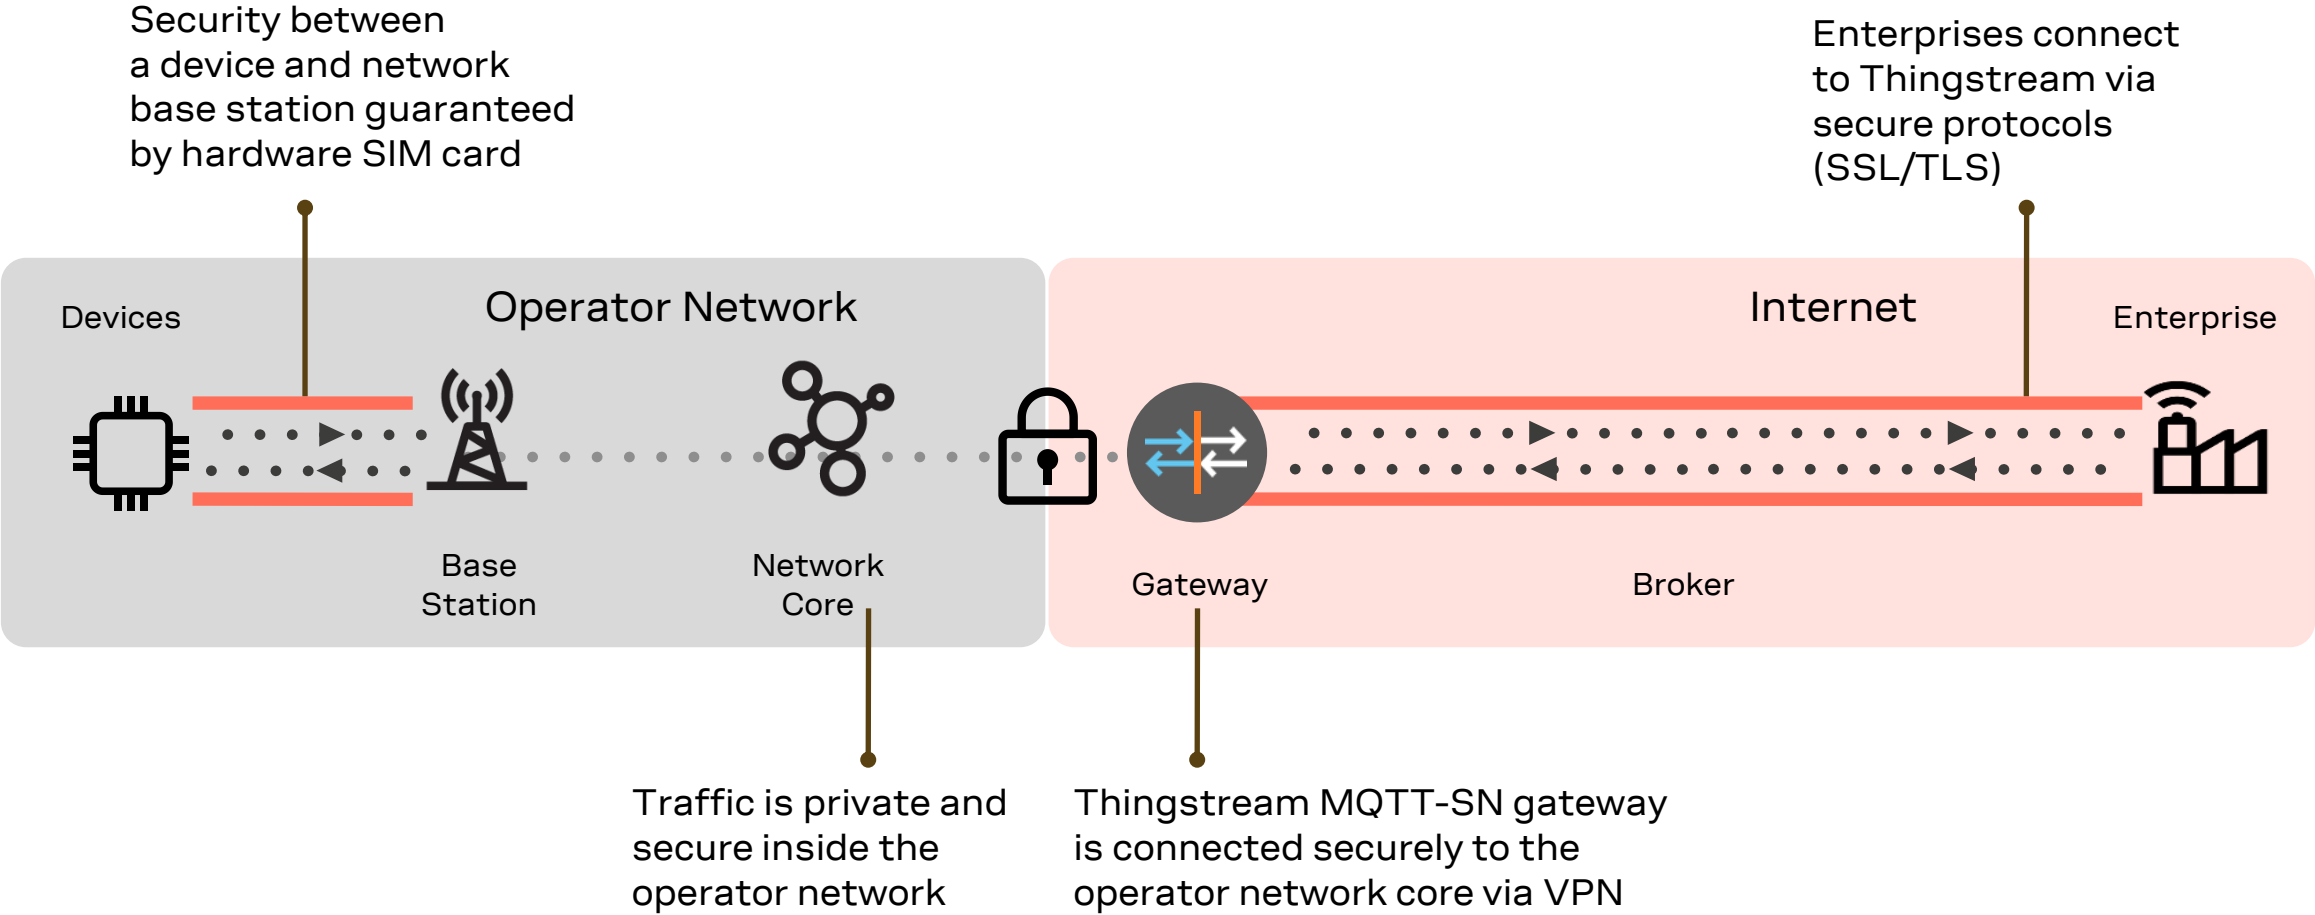 Security between
a device and network
base station guaranteed
by hardware SIM card
Enterprises connect
to Thingstream via
secure protocols
(SSL/TLS)
Devices
Operator Network
Internet
Enterprise
Base
Station
Network
Core
Gateway
Broker
Traffic is private and
secure inside the
operator network
Thingstream MQTT-SN gateway
is connected securely to the
operator network core via VPN